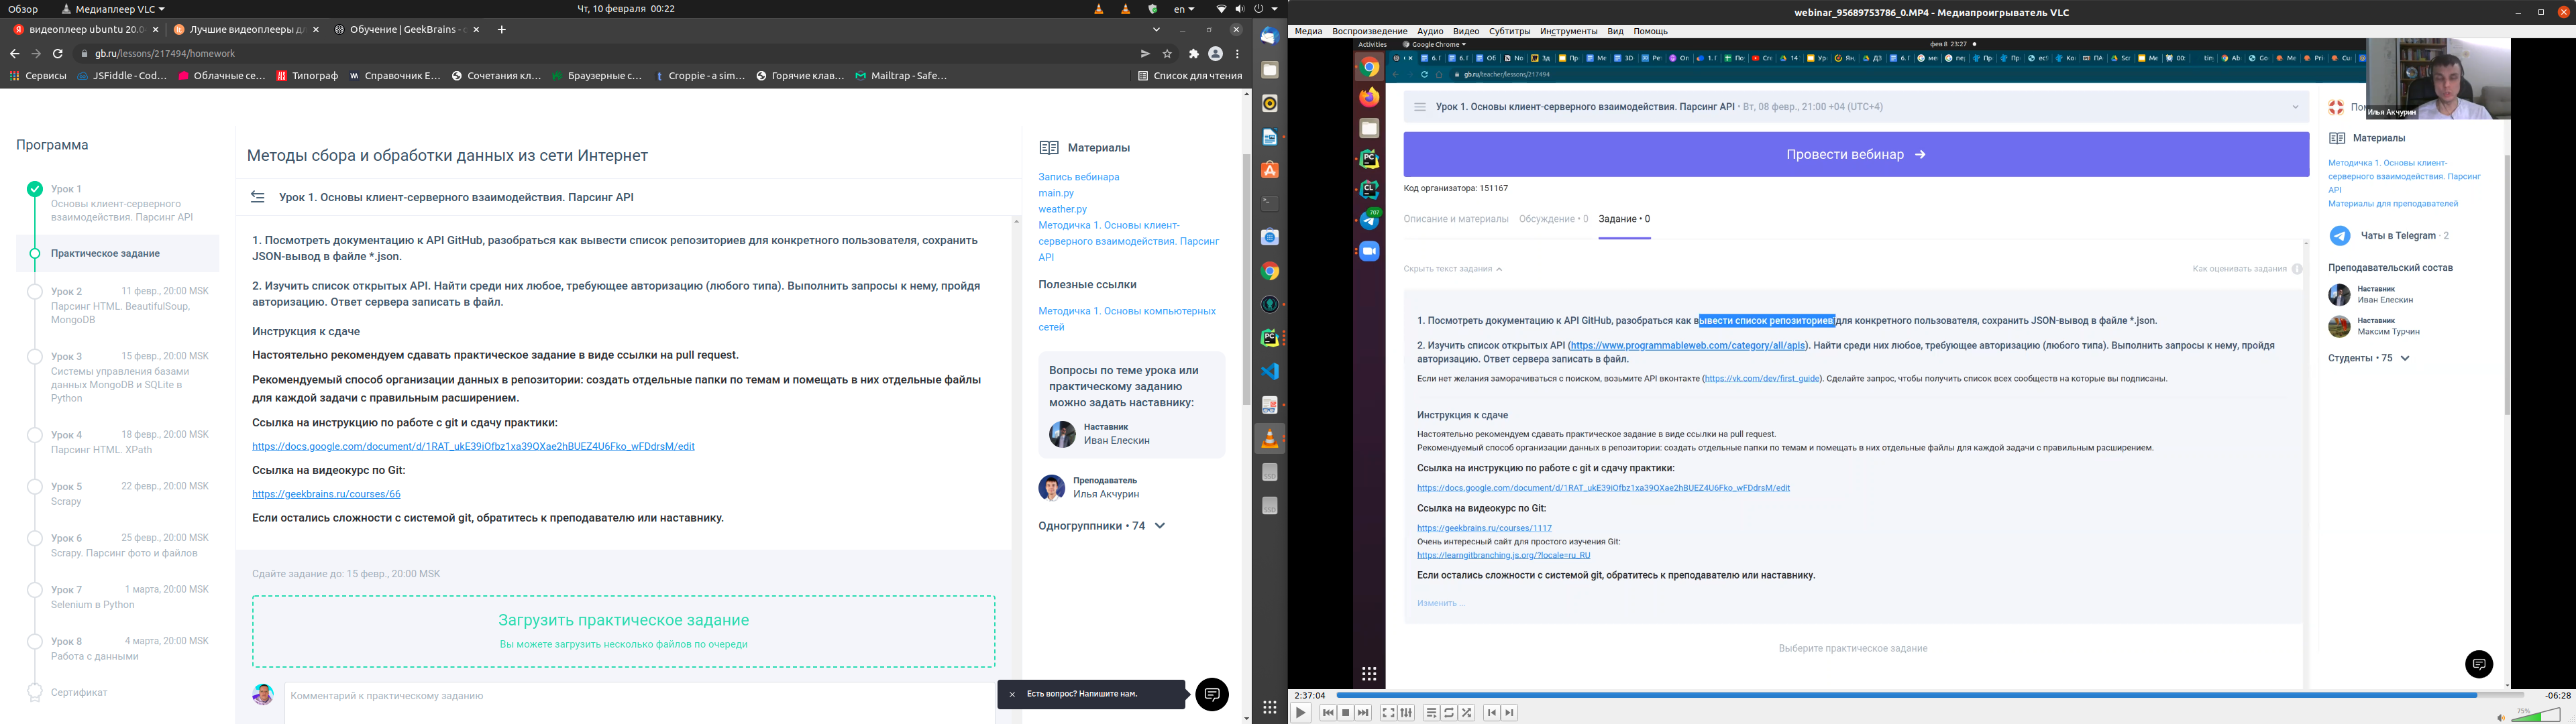 Обзор
Медиаплеер VLC
Чт, 10 февраля 00:22
en
видеоплеер ubuntu 20.0
Лучшие видеоплееры дл
Обучение | GeekBrains -
gb.ru/lessons/217494/homework
Сервисы
JSFiddle - Cod…
Облачные се…
Типограф
Справочник E…
Сочетания кл…
Браузерные с…
Croppie - a sim…
Горячие клав…
Mailtrap - Safe…
Список для чтения
Программа
Урок 1
Основы клиент-серверного
взаимодействия. Парсинг API
Практическое задание
Урок 2 11 февр., 20:00 MSK
Парсинг HTML. BeautifulSoup,
MongoDB
Урок 3 15 февр., 20:00 MSK
Системы управления базами
данных MongoDB и SQLite в
Python
Урок 4 18 февр., 20:00 MSK
Парсинг HTML. XPath
Урок 5 22 февр., 20:00 MSK
Scrapy
Урок 6 25 февр., 20:00 MSK
Scrapy. Парсинг фото и файлов
Урок 7 1 марта, 20:00 MSK
Selenium в Python
Урок 8 4 марта, 20:00 MSK
Работа с данными
Сертификат
Методы сбора и обработки данных из сети Интернет
Урок 1. Основы клиент-серверного взаимодействия. Парсинг API
1. Посмотреть документацию к API GitHub, разобраться как вывести список репозиториев для конкретного пользователя, сохранить
JSON-вывод в файле *.json.
2. Изучить список открытых API. Найти среди них любое, требующее авторизацию (любого типа). Выполнить запросы к нему, пройдя
авторизацию. Ответ сервера записать в файл.
Инструкция к сдаче
Настоятельно рекомендуем сдавать практическое задание в виде ссылки на pull request.
Рекомендуемый способ организации данных в репозитории: создать отдельные папки по темам и помещать в них отдельные файлы
для каждой задачи с правильным расширением.
Ссылка на инструкцию по работе с git и сдачу практики:
https://docs.google.com/document/d/1RAT_ukE39iOfbz1xa39QXae2hBUEZ4U6Fko_wFDdrsM/edit
Ссылка на видеокурс по Git:
https://geekbrains.ru/courses/66
Если остались сложности с системой git, обратитесь к преподавателю или наставнику.
Сдайте задание до: 15 февр., 20:00 MSK
Загрузить практическое задание
Вы можете загрузить несколько файлов по очереди
Комментарий к практическому заданию
Материалы
Запись вебинара
main.py
weather.py
Методичка 1. Основы клиент-
серверного взаимодействия. Парсинг
API
Полезные ссылки
Методичка 1. Основы компьютерных
сетей
Вопросы по теме урока или
практическому заданию
можно задать наставнику:
Наставник
Иван Елескин
Преподаватель
Илья Акчурин
Одногруппники • 74
Есть вопрос? Напишите нам.
webinar_95689753786_0.MP4 - Медиапроигрыватель VLC
Медиа Воспроизведение Аудио Видео Субтитры Инструменты Вид Помощь
Activities
Google Chrome
фев 8 23:27
gb.ru/teacher/lessons/217494
Илья Акчурин
Урок 1. Основы клиент-серверного взаимодействия. Парсинг API • Вт, 08 февр., 21:00 +04 (UTC+4)
Провести вебинар →
Код организатора: 151167
Описание и материалы Обсуждение • 0 Задание • 0
Скрыть текст задания
Как оценивать задания
1. Посмотреть документацию к API GitHub, разобраться как вывести список репозиториев для конкретного пользователя, сохранить JSON-вывод в файле *.json.
2. Изучить список открытых API (https://www.programmableweb.com/category/all/apis). Найти среди них любое, требующее авторизацию (любого типа). Выполнить запросы к нему, пройдя
авторизацию. Ответ сервера записать в файл.
Если нет желания заморачиваться с поиском, возьмите API вконтакте (https://vk.com/dev/first_guide). Сделайте запрос, чтобы получить список всех сообществ на которые вы подписаны.
Инструкция к сдаче
Настоятельно рекомендуем сдавать практическое задание в виде ссылки на pull request.
Рекомендуемый способ организации данных в репозитории: создать отдельные папки по темам и помещать в них отдельные файлы для каждой задачи с правильным расширением.
Ссылка на инструкцию по работе с git и сдачу практики:
https://docs.google.com/document/d/1RAT_ukE39iOfbz1xa39QXae2hBUEZ4U6Fko_wFDdrsM/edit
Ссылка на видеокурс по Git:
https://geekbrains.ru/courses/1117
Очень интересный сайт для простого изучения Git:
https://learngitbranching.js.org/?locale=ru_RU
Если остались сложности с системой git, обратитесь к преподавателю или наставнику.
Изменить ...
Выберите практическое задание
Материалы
Методичка 1. Основы клиент-
серверного взаимодействия. Парсинг
API
Материалы для преподавателей
Чаты в Telegram · 2
Преподавательский состав
Наставник
Иван Елескин
Наставник
Максим Турчин
Студенты • 75
2:37:04
-06:28
75%